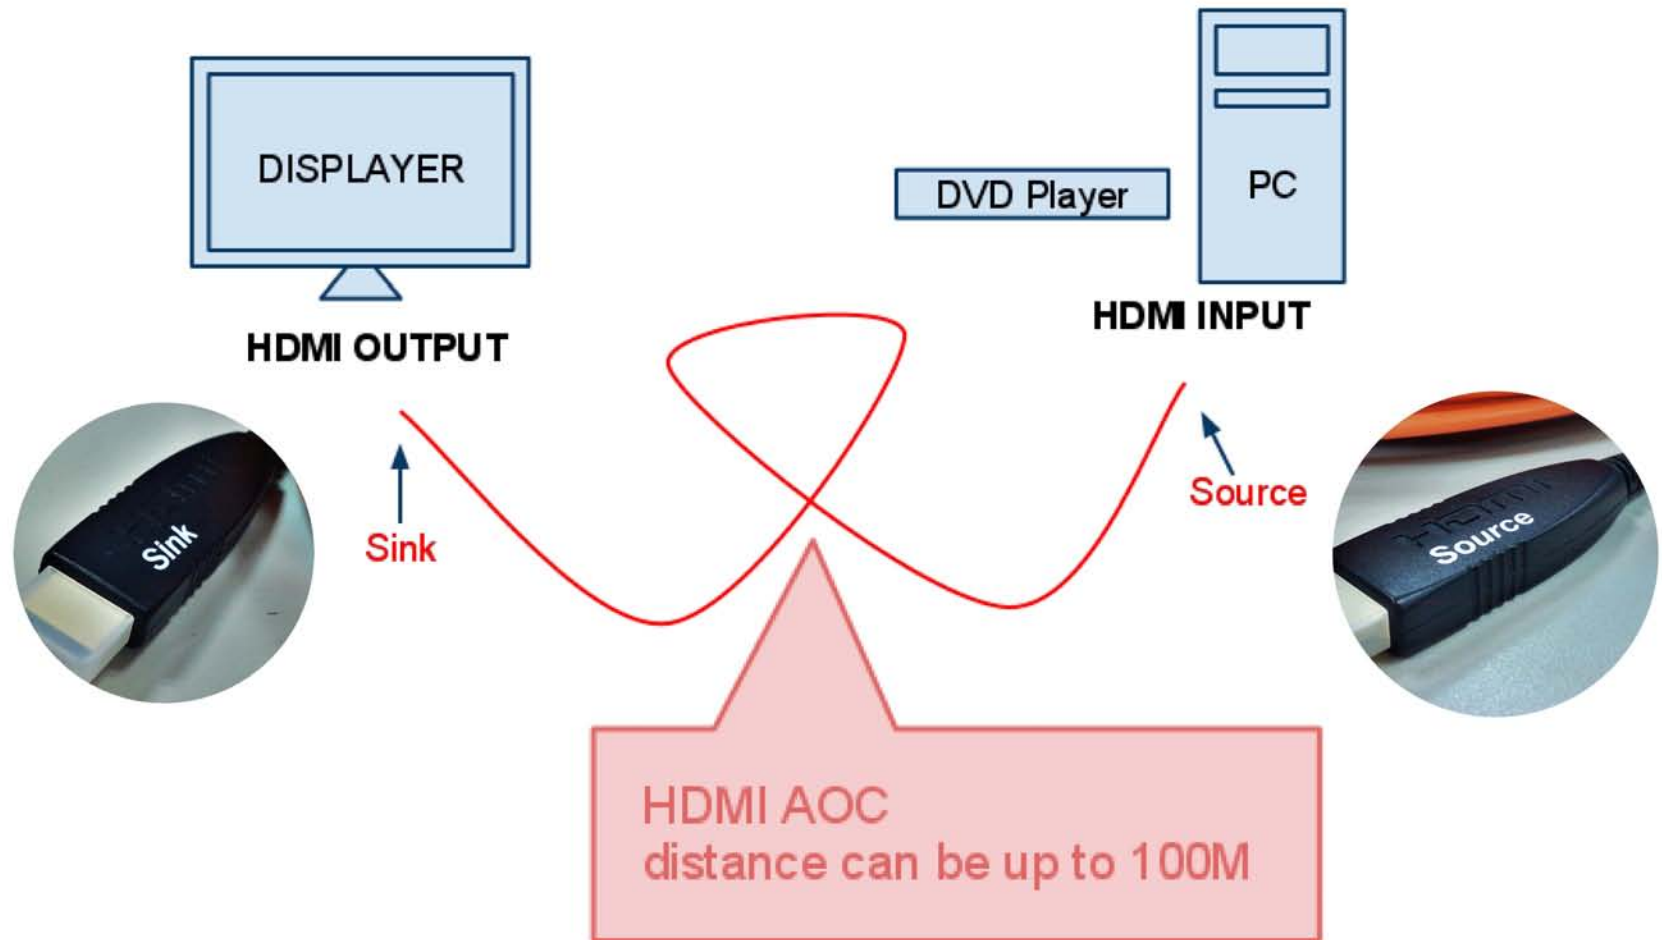 DISPLAYER
DVD Player
PC
HDMI OUTPUT
HDMI INPUT
Sink
Source
Sink
HDMI
Source
HDMI AOC
distance can be up to 100M